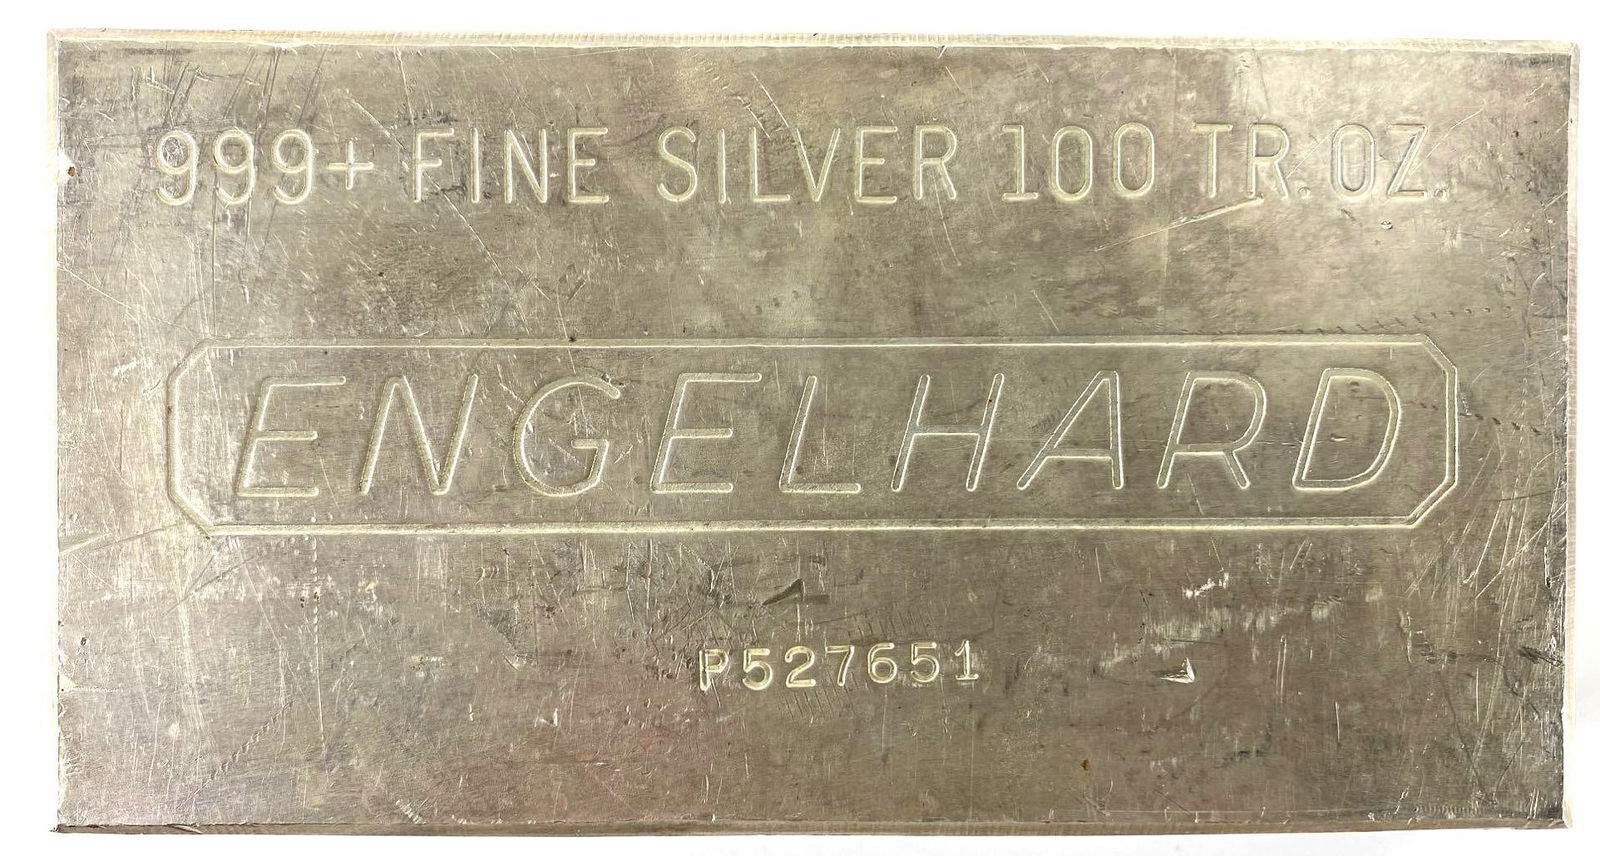 999+ FINE SILVER 100 TR. OZ.
ENGELHARD
P527651